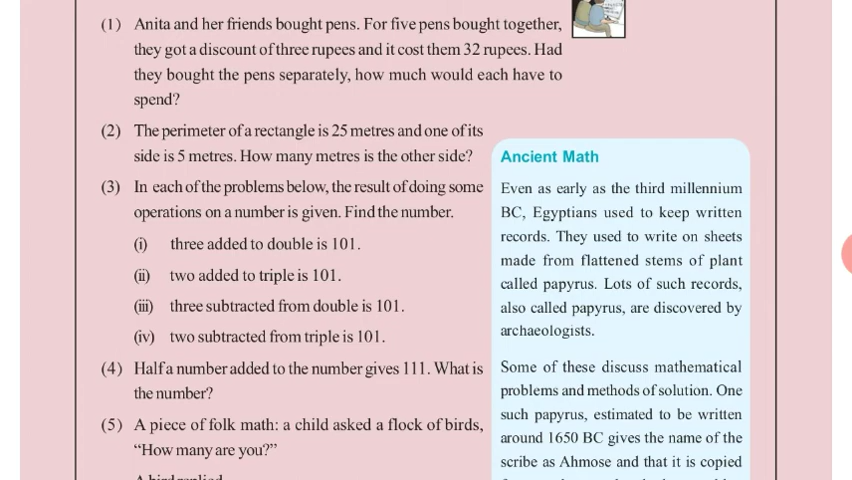 (1) Anita and her friends bought pens. For five pens bought together,
they got a discount of three rupees and it cost them 32 rupees. Had
they bought the pens separately, how much would each have to
spend?
(2) The perimeter of a rectangle is 25 metres and one of its
side is 5 metres. How many metres is the other side?
(3) In each of the problems below, the result of doing some
operations on a number is given. Find the number.
(i) three added to double is 101.
(ii) two added to triple is 101.
(iii) three subtracted from double is 101.
(iv) two subtracted from triple is 101.
(4) Half a number added to the number gives 111. What is
the number?
(5) A piece of folk math: a child asked a flock of birds,
“How many are you?”
A bird replied
Ancient Math
Even as early as the third millennium
BC, Egyptians used to keep written
records. They used to write on sheets
made from flattened stems of plant
called papyrus. Lots of such records,
also called papyrus, are discovered by
archaeologists.
Some of these discuss mathematical
problems and methods of solution. One
such papyrus, estimated to be written
around 1650 BC gives the name of the
scribe as Ahmose and that it is copied